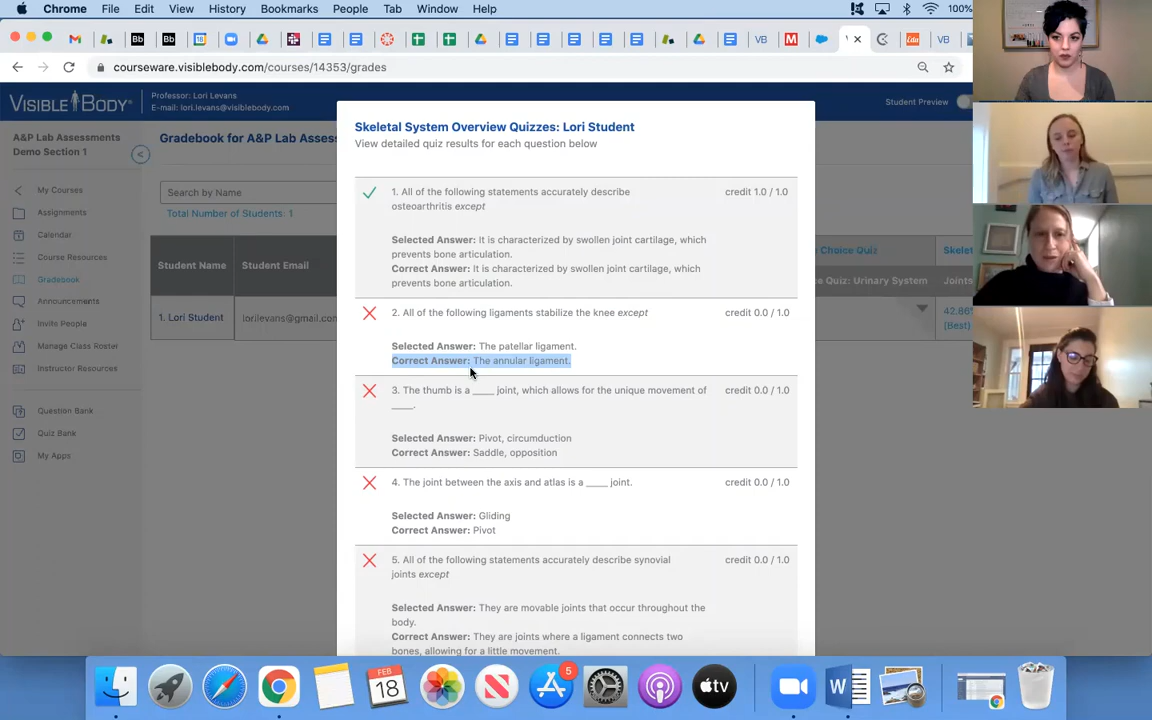 Chrome File Edit View History Bookmarks People Tab Window Help 100%
courseware.visiblebody.com/courses/14353/grades
VISIBLE BODY® Professor: Lori Levans
E-mail: lori.levans@visiblebody.com
Student Preview
A&P Lab Assessments
Demo Section 1
My Courses
Assignments
Calendar
Course Resources
Gradebook
Announcements
Invite People
Manage Class Roster
Instructor Resources
Question Bank
Quiz Bank
My Apps
Gradebook for A&P Lab Asses
Search by Name
Total Number of Students: 1
Student Name Student Email
1. Lori Student lorilevans@gmail.con
Choice Quiz
e Quiz: Urinary System
Skele
Joints
42.86%
[Best]
Skeletal System Overview Quizzes: Lori Student
View detailed quiz results for each question below
1. All of the following statements accurately describe
osteoarthritis except
credit 1.0 / 1.0
Selected Answer: It is characterized by swollen joint cartilage, which
prevents bone articulation.
Correct Answer: It is characterized by swollen joint cartilage, which
prevents bone articulation.
2. All of the following ligaments stabilize the knee except
credit 0.0 / 1.0
Selected Answer: The patellar ligament.
Correct Answer: The annular ligament.
3. The thumb is a ____ joint, which allows for the unique movement of
____.
credit 0.0 / 1.0
Selected Answer: Pivot, circumduction
Correct Answer: Saddle, opposition
4. The joint between the axis and atlas is a ____ joint.
credit 0.0 / 1.0
Selected Answer: Gliding
Correct Answer: Pivot
5. All of the following statements accurately describe synovial
joints except
credit 0.0 / 1.0
Selected Answer: They are movable joints that occur throughout the
body.
Correct Answer: They are joints where a ligament connects two
bones, allowing for a little movement.
FEB
18
5
tv
W